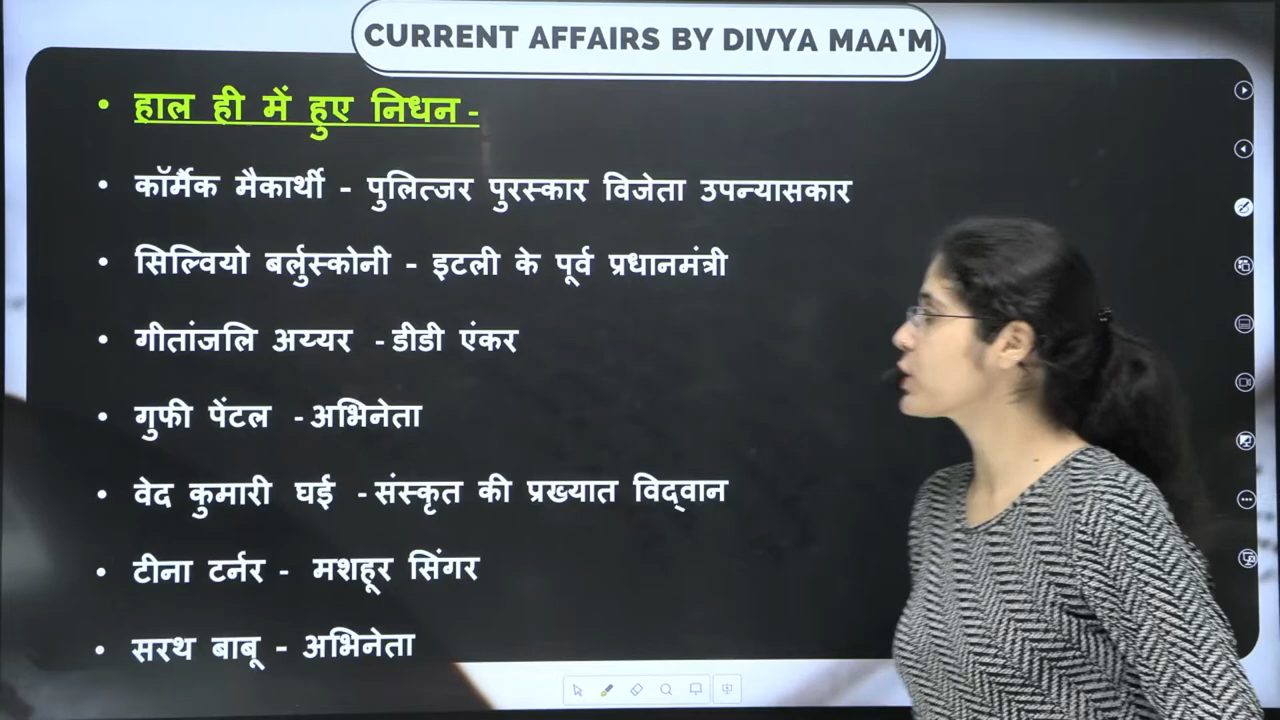 CURRENT AFFAIRS BY DIVYA MAA'M
• हाल ही में हुए निधन -
• कॉर्मैक मैकार्थी - पुलित्जर पुरस्कार विजेता उपन्यासकार
• सिल्वियो बर्लुस्कोनी - इटली के पूर्व प्रधानमंत्री
• गीतांजलि अय्यर - डीडी एंकर
• गुफी पेंटल - अभिनेता
• वेद कुमारी घई - संस्कृत की प्रख्यात विद्वान
• टीना टर्नर - मशहूर सिंगर
• सरथ बाबू - अभिनेता